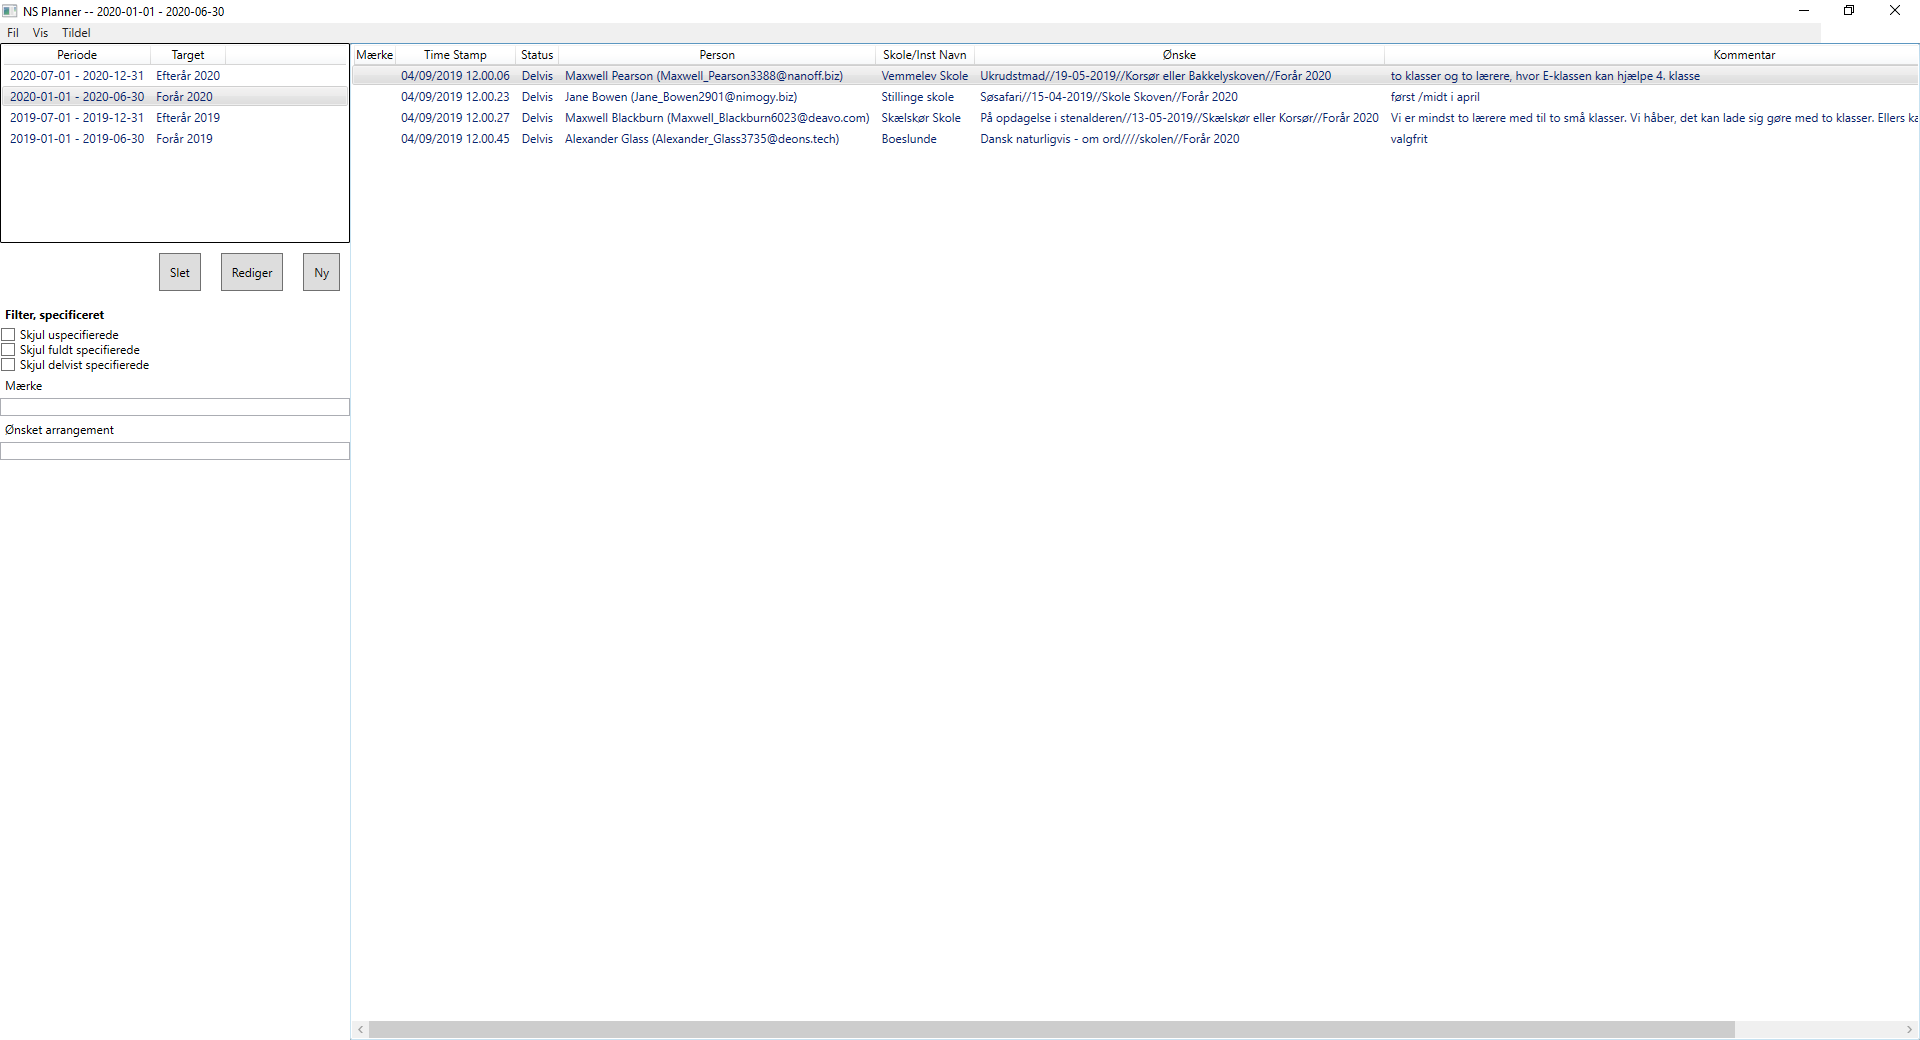 NS Planner -- 2020-01-01 - 2020-06-30
Fil Vis Tildel
Periode Target
2020-07-01 - 2020-12-31 Efterår 2020
2020-01-01 - 2020-06-30 Forår 2020
2019-07-01 - 2019-12-31 Efterår 2019
2019-01-01 - 2019-06-30 Forår 2019
Slet Rediger Ny
Filter, specificeret
Skjul uspecifierede
Skjul fuldt specifierede
Skjul delvist specifierede
Mærke
Ønsket arrangement
Mærke Time Stamp Status Person Skole/Inst Navn Ønske Kommentar
04/09/2019 12.00.06 Delvis Maxwell Pearson (Maxwell_Pearson3388@nanoff.biz) Vemmelev Skole Ukrudstmad//19-05-2019//Korsør eller Bakkelyskoven//Forår 2020 to klasser og to lærere, hvor E-klassen kan hjælpe 4. klasse
04/09/2019 12.00.23 Delvis Jane Bowen (Jane_Bowen2901@nimogy.biz) Stillinge skole Søsafari//15-04-2019//Skole Skoven//Forår 2020 først /midt i april
04/09/2019 12.00.27 Delvis Maxwell Blackburn (Maxwell_Blackburn6023@deavo.com) Skælskør Skole På opdagelse i stenalderen//13-05-2019//Skælskør eller Korsør//Forår 2020 Vi er mindst to lærere med til to små klasser. Vi håber, det kan lade sig gøre med to klasser. Ellers ka
04/09/2019 12.00.45 Delvis Alexander Glass (Alexander_Glass3735@deons.tech) Boeslunde Dansk naturligvis - om ord////skolen//Forår 2020 valgfrit